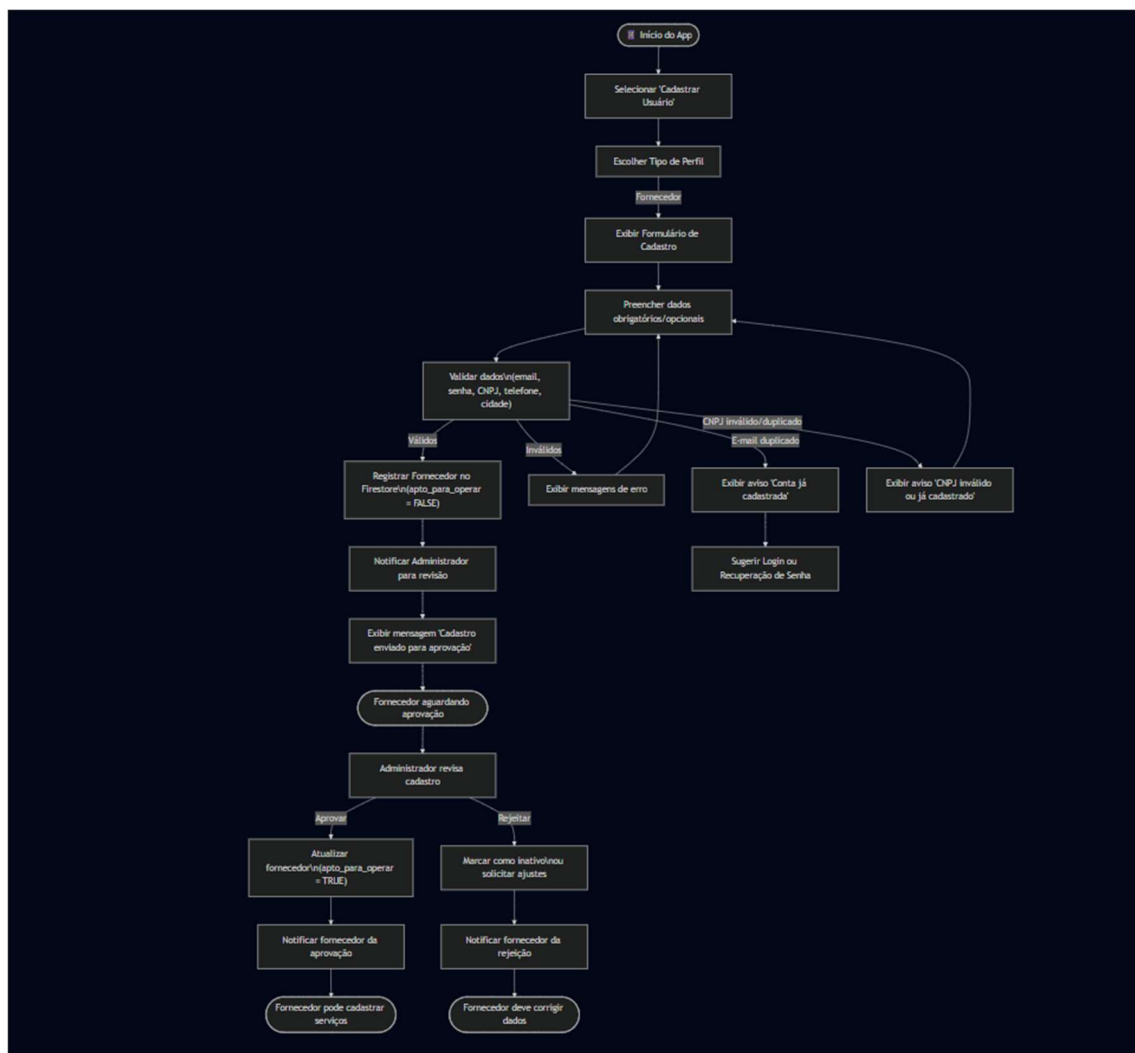 Início do App
Selecionar 'Cadastrar
Usuário'
Escolher Tipo de Perfil
Fornecedor
Exibir Formulário de
Cadastro
Preencher dados
obrigatórios/opcionais
Validar dados\n(email,
senha, CNPJ, telefone,
cidade)
CNPJ inválido/duplicado
E-mail duplicado
Válidos
Inválidos
Registrar Fornecedor no
Firestore\n(apto_para_operar
= FALSE)
Exibir mensagens de erro
Exibir aviso 'Conta já
cadastrada'
Exibir aviso 'CNPJ inválido
ou já cadastrado'
Notificar Administrador
para revisão
Sugerir Login ou
Recuperação de Senha
Exibir mensagem 'Cadastro
enviado para aprovação'
Fornecedor aguardando
aprovação
Administrador revisa
cadastro
Aprovar
Rejeitar
Atualizar
fornecedor\n(apto_para_operar
= TRUE)
Marcar como inativo\nou
solicitar ajustes
Notificar fornecedor da
aprovação
Notificar fornecedor da
rejeição
Fornecedor pode cadastrar
serviços
Fornecedor deve corrigir
dados